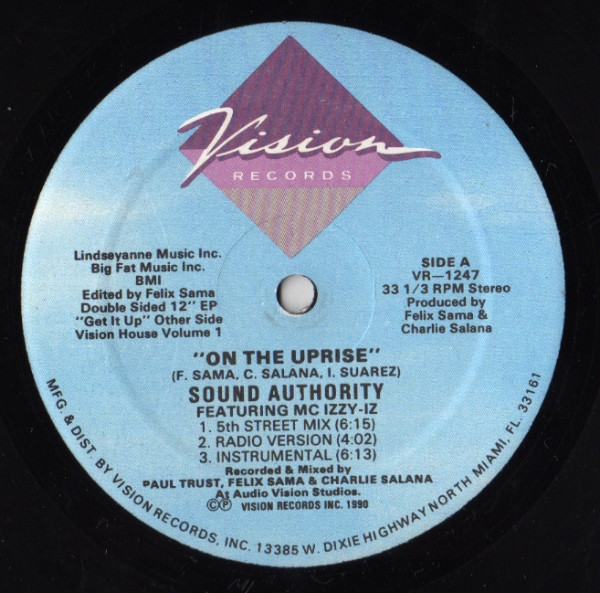 Vision
RECORDS
Lindseyanne Music Inc.
Big Fat Music Inc.
BMI
Edited by Felix Sama
Double Sided 12" EP
"Get It Up" Other Side
Vision House Volume 1
SIDE A
VR—1247
33 1/3 RPM Stereo
Produced by
Felix Sama &
Charlie Salana
"ON THE UPRISE"
(F. SAMA, C. SALANA, I. SUAREZ)
SOUND AUTHORITY
FEATURING MC IZZY-IZ
1. 5th STREET MIX (6:15)
2. RADIO VERSION (4:02)
3. INSTRUMENTAL (6:13)
Recorded & Mixed by
PAUL TRUST, FELIX SAMA & CHARLIE SALANA
At Audio Vision Studios.
©℗ VISION RECORDS INC. 1990
MFG. & DIST. BY VISION RECORDS, INC. 13385 W. DIXIE HIGHWAY NORTH MIAMI, FL. 33161